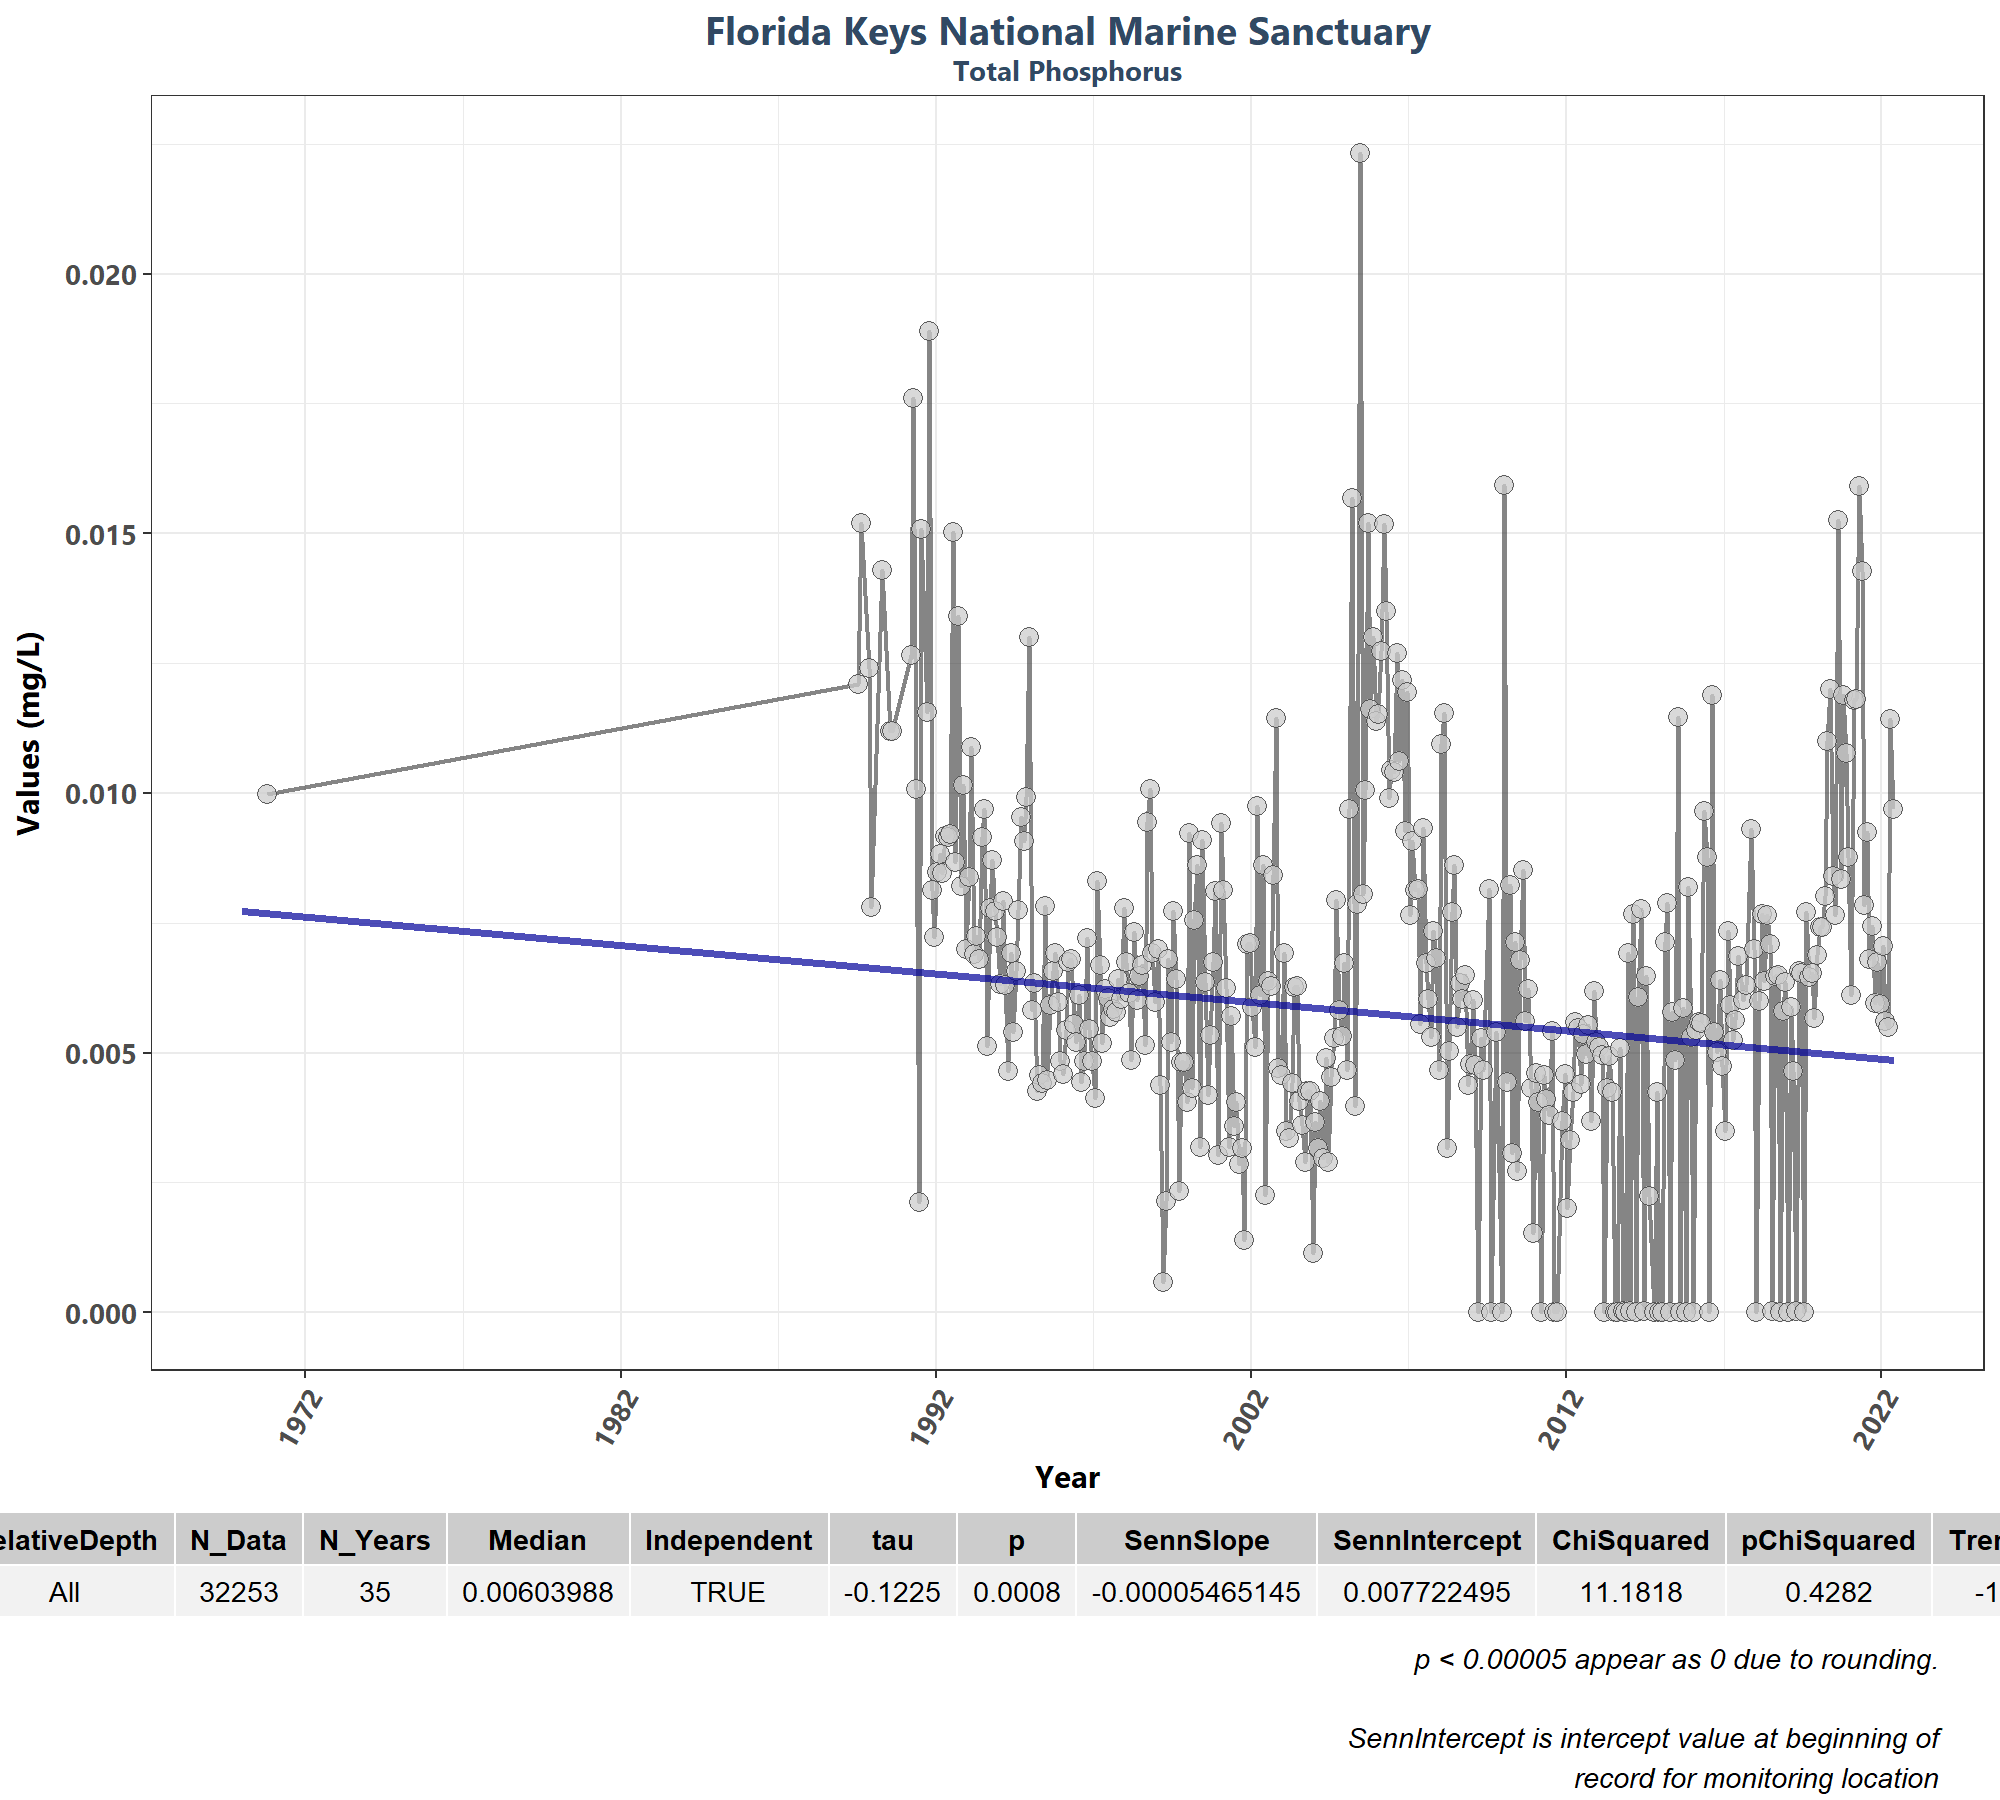 Florida Keys National Marine Sanctuary
Total Phosphorus
Values (mg/L)
0.020
0.015
0.010
0.005
0.000
1972 1982 1992 2002 2012 2022
Year
elativeDepth N_Data N_Years Median Independent tau p SennSlope SennIntercept ChiSquared pChiSquared Tren
All 32253 35 0.00603988 TRUE -0.1225 0.0008 -0.00005465145 0.007722495 11.1818 0.4282 -1
p < 0.00005 appear as 0 due to rounding.
SennIntercept is intercept value at beginning of
record for monitoring location